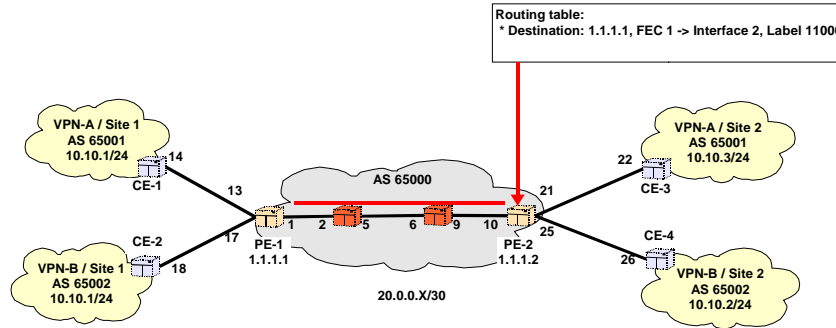 Routing table:
* Destination: 1.1.1.1, FEC 1 -> Interface 2, Label 11000
VPN-A / Site 1
AS 65001
10.10.1/24
14
CE-1
13
AS 65000
VPN-A / Site 2
AS 65001
10.10.3/24
22
CE-3
21
1
2
5
6
9
10
PE-1
1.1.1.1
PE-2
1.1.1.2
25
17
CE-2
18
VPN-B / Site 1
AS 65002
10.10.1/24
CE-4
26
VPN-B / Site 2
AS 65002
10.10.2/24
20.0.0.X/30